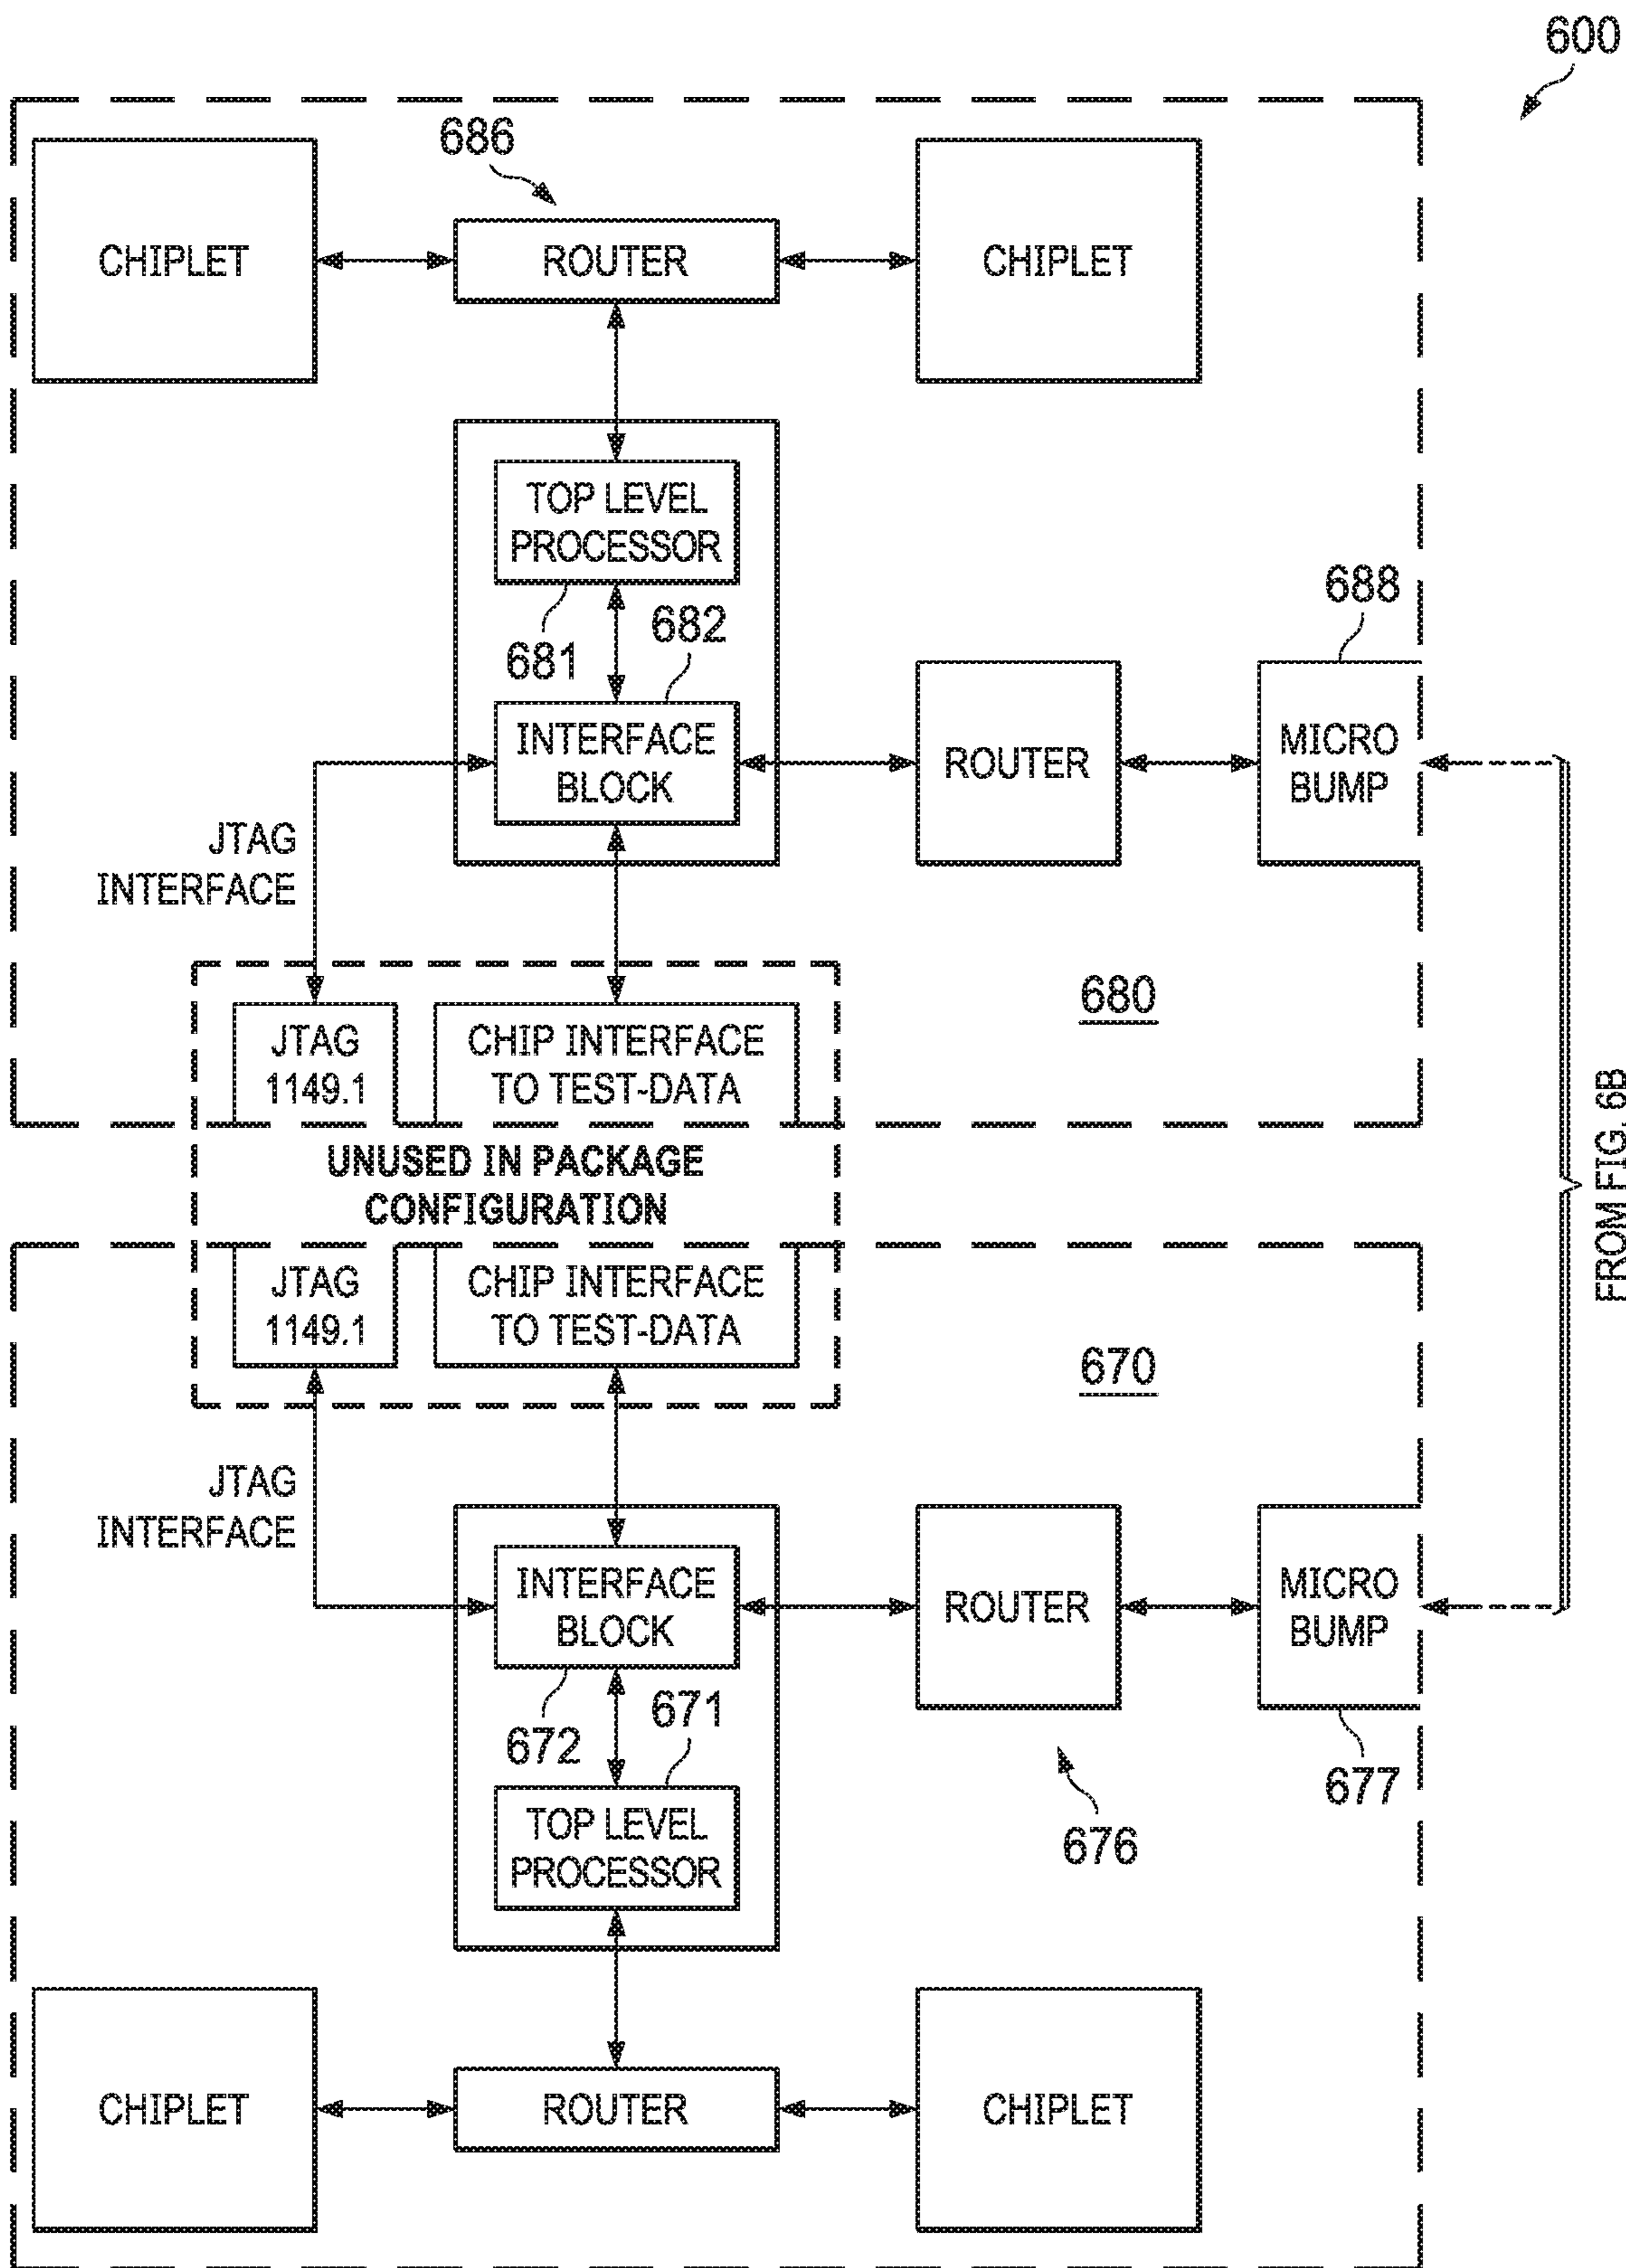 600
686
CHIPLET
ROUTER
CHIPLET
TOP LEVEL
PROCESSOR
681
682
688
INTERFACE
BLOCK
ROUTER
MICRO
BUMP
JTAG
INTERFACE
680
JTAG
1149.1
CHIP INTERFACE
TO TEST-DATA
UNUSED IN PACKAGE
CONFIGURATION
FROM FIG. 6B
JTAG
1149.1
CHIP INTERFACE
TO TEST-DATA
670
JTAG
INTERFACE
INTERFACE
BLOCK
ROUTER
MICRO
BUMP
672
671
677
676
TOP LEVEL
PROCESSOR
CHIPLET
ROUTER
CHIPLET